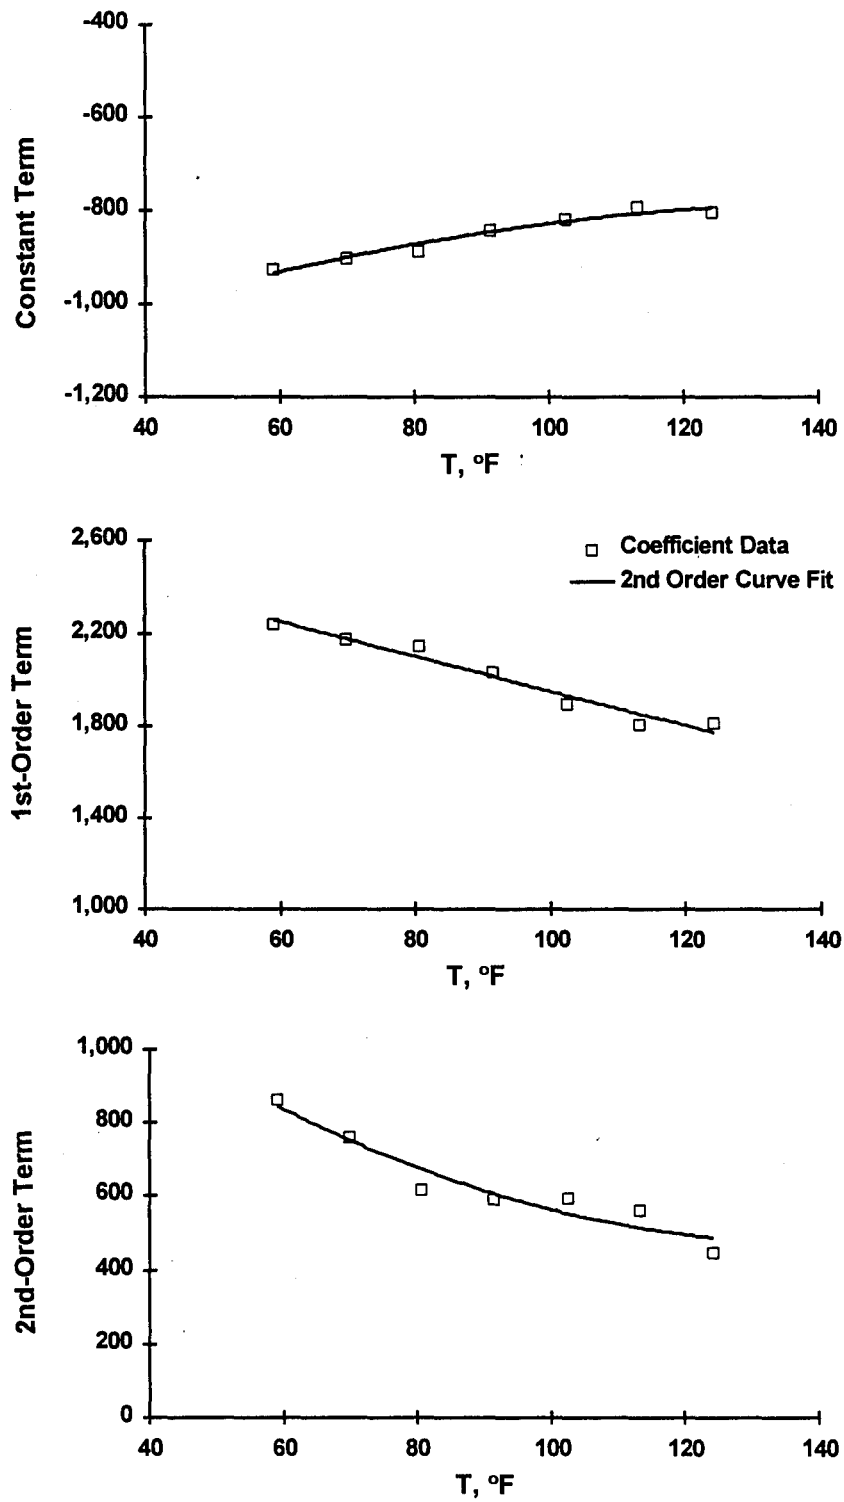 -400
-600
-800
-1,000
-1,200
Constant Term
40 60 80 100 120 140
T, °F
2,600
2,200
1,800
1,400
1,000
1st-Order Term
Coefficient Data
2nd Order Curve Fit
40 60 80 100 120 140
T, °F
1,000
800
600
400
200
0
2nd-Order Term
40 60 80 100 120 140
T, °F